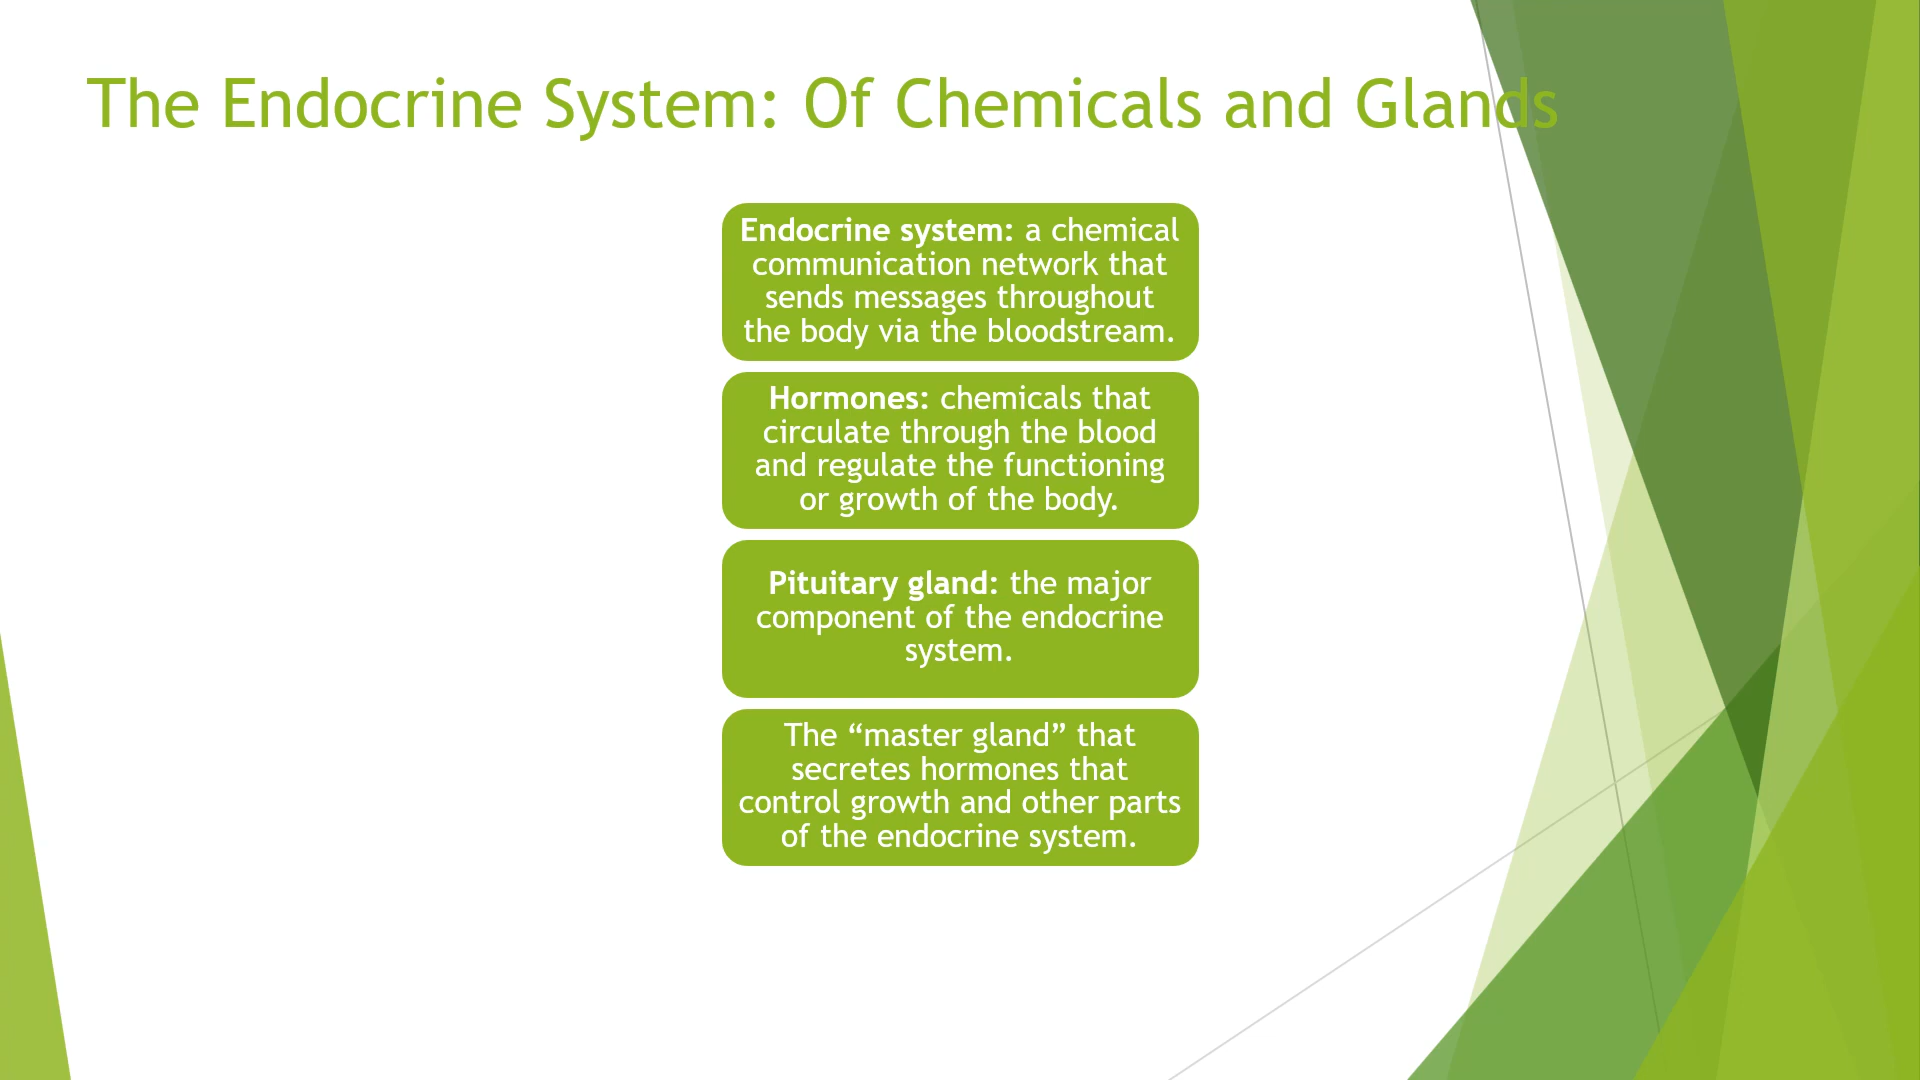 The Endocrine System: Of Chemicals and Glands
Endocrine system: a chemical
communication network that
sends messages throughout
the body via the bloodstream.
Hormones: chemicals that
circulate through the blood
and regulate the functioning
or growth of the body.
Pituitary gland: the major
component of the endocrine
system.
The “master gland” that
secretes hormones that
control growth and other parts
of the endocrine system.